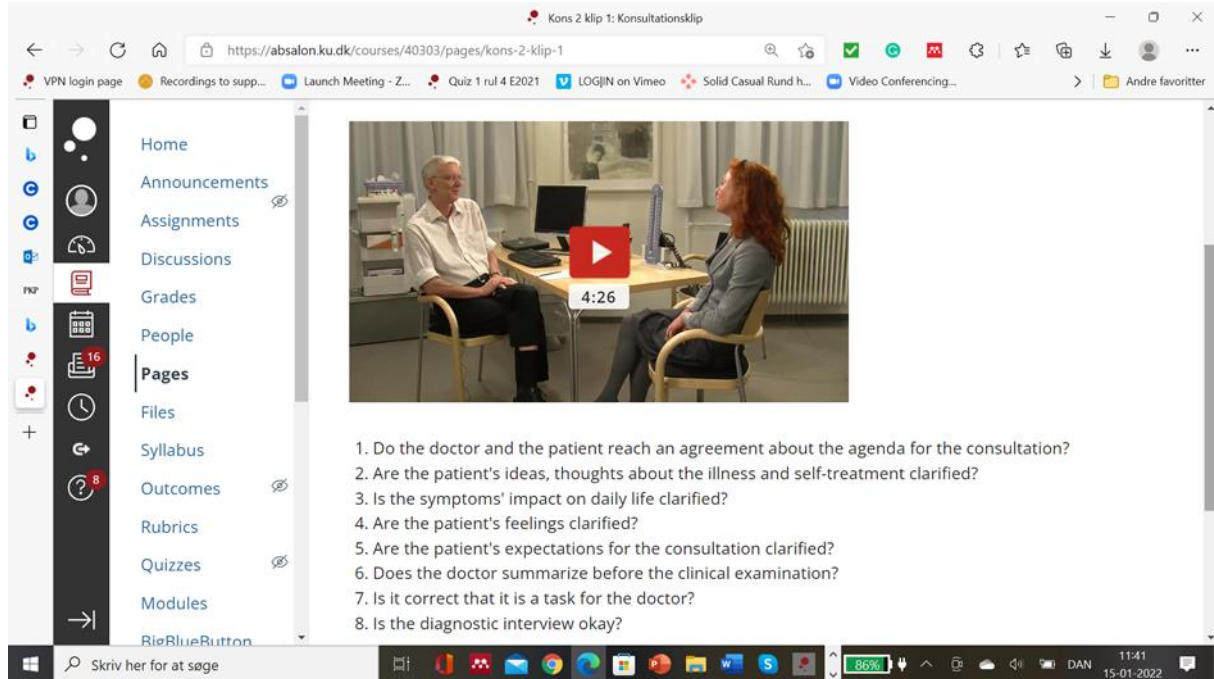 Kons 2 klip 1: Konsultationsklip
https://absalon.ku.dk/courses/40303/pages/kons-2-klip-1
VPN login page
Recordings to supp...
Launch Meeting - Z...
Quiz 1 rul 4 E2021
LOG|IN on Vimeo
Solid Casual Rund h...
Video Conferencing...
Andre favoritter
Home
Announcements
Assignments
Discussions
Grades
People
Pages
Files
Syllabus
Outcomes
Rubrics
Quizzes
Modules
BigBlueButton
PKP
16
8
4:26
1. Do the doctor and the patient reach an agreement about the agenda for the consultation?
2. Are the patient's ideas, thoughts about the illness and self-treatment clarified?
3. Is the symptoms' impact on daily life clarified?
4. Are the patient's feelings clarified?
5. Are the patient's expectations for the consultation clarified?
6. Does the doctor summarize before the clinical examination?
7. Is it correct that it is a task for the doctor?
8. Is the diagnostic interview okay?
Skriv her for at søge
86%
DAN
11:41
15-01-2022